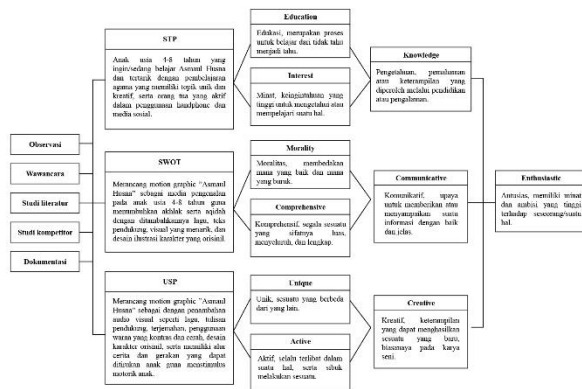 Observasi
Wawancara
Studi literatur
Studi kompetitor
Dokumentasi
STP
Anak usia 4-8 tahun yang
ingin/sedang belajar Asmaul Husna
dan tertarik dengan pembelajaran
agama yang memiliki topik unik dan
kreatif, serta orang tua yang aktif
dalam penggunaan handphone dan
media sosial.
SWOT
Merancang motion graphic "Asmaul
Husna" sebagai media pengenalan
pada anak usia 4-8 tahun guna
menumbuhkan akhlak serta aqidah
dengan ditambahkannya lagu, teks
pendukung, visual yang menarik, dan
desain ilustrasi karakter yang orisinil.
USP
Merancang motion graphic "Asmaul
Husna" sebagai dengan penambahan
audio visual seperti lagu, tulisan
pendukung, terjemahan, penggunaan
warna yang kontras dan cerah, desain
karakter orisinil, serta memiliki alur
cerita dan gerakan yang dapat
ditirukan anak guna menstimulus
motorik anak.
Education
Edukasi, merupakan proses
untuk belajar dari tidak tahu
menjadi tahu.
Interest
Minat, keingintahuan yang
tinggi untuk mengetahui atau
mempelajari suatu hal.
Morality
Moralitas, membedakan
mana yang baik dan mana
yang buruk.
Comprehensive
Komprehensif, segala sesuatu
yang sifatnya luas,
menyeluruh, dan lengkap.
Unique
Unik, sesuatu yang berbeda
dari yang lain.
Active
Aktif, selalu terlibat dalam
suatu hal, serta sibuk
melakukan sesuatu.
Knowledge
Pengetahuan, pemahaman
atau keterampilan yang
diperoleh melalui pendidikan
atau pengalaman.
Communicative
Komunikatif, upaya
untuk memberikan atau
menyampaikan suatu
informasi dengan baik
dan jelas.
Creative
Kreatif, keterampilan
yang dapat menghasilkan
sesuatu yang baru,
biasanya pada karya
seni.
Enthusiastic
Antusias, memiliki minat
dan ambisi yang tinggi
terhadap seseorang/suatu
hal.